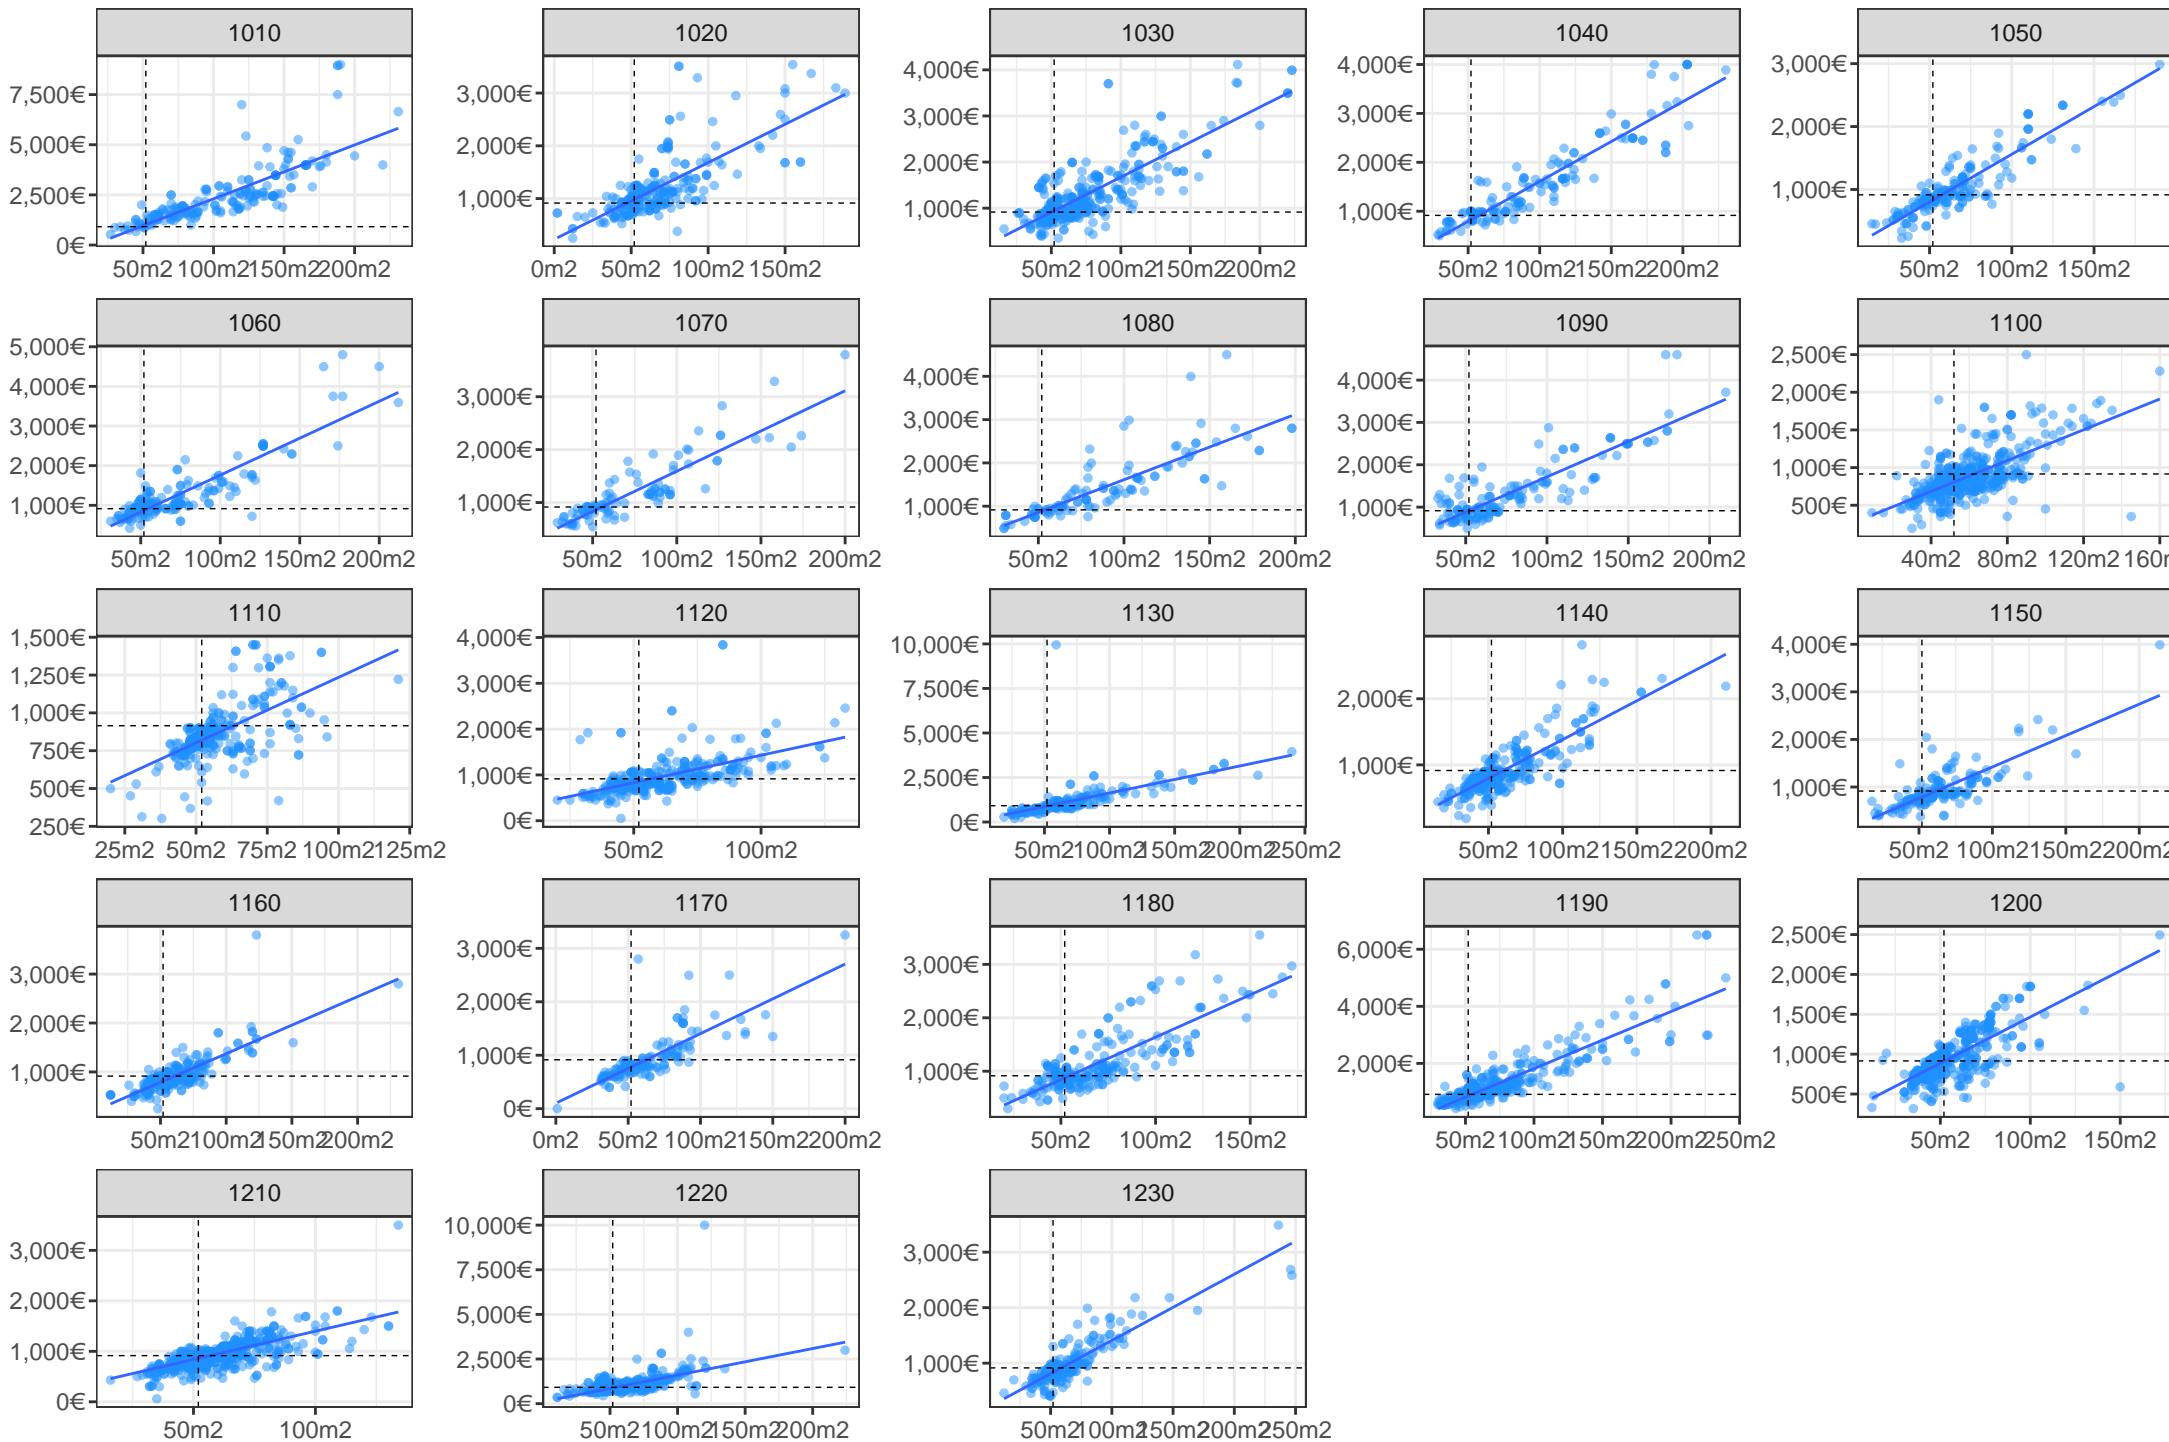 1010 1020 1030 1040 1050
7,500€ 5,000€ 2,500€ 0€
3,000€ 2,000€ 1,000€
4,000€ 3,000€ 2,000€ 1,000€
4,000€ 3,000€ 2,000€ 1,000€
3,000€ 2,000€ 1,000€
50m2 100m2 150m2 200m2
0m2 50m2 100m2 150m2
50m2 100m2 150m2 200m2
50m2 100m2 150m2 200m2
50m2 100m2 150m2
1060 1070 1080 1090 1100
5,000€ 4,000€ 3,000€ 2,000€ 1,000€
3,000€ 2,000€ 1,000€
4,000€ 3,000€ 2,000€ 1,000€
4,000€ 3,000€ 2,000€ 1,000€
2,500€ 2,000€ 1,500€ 1,000€ 500€
50m2 100m2 150m2 200m2
50m2 100m2 150m2 200m2
50m2 100m2 150m2 200m2
50m2 100m2 150m2 200m2
40m2 80m2 120m2 160m
1110 1120 1130 1140 1150
1,500€ 1,250€ 1,000€ 750€ 500€ 250€
4,000€ 3,000€ 2,000€ 1,000€ 0€
10,000€ 7,500€ 5,000€ 2,500€ 0€
2,000€ 1,000€
4,000€ 3,000€ 2,000€ 1,000€
25m2 50m2 75m2 100m2 125m2
50m2 100m2
50m2 100m2 150m2 200m2 250m2
50m2 100m2 150m2 200m2
50m2 100m2 150m2 200m2
1160 1170 1180 1190 1200
3,000€ 2,000€ 1,000€
3,000€ 2,000€ 1,000€ 0€
3,000€ 2,000€ 1,000€
6,000€ 4,000€ 2,000€
2,500€ 2,000€ 1,500€ 1,000€ 500€
50m2 100m2 150m2 200m2
0m2 50m2 100m2 150m2 200m2
50m2 100m2 150m2
50m2 100m2 150m2 200m2 250m2
50m2 100m2 150m2
1210 1220 1230
3,000€ 2,000€ 1,000€ 0€
10,000€ 7,500€ 5,000€ 2,500€ 0€
3,000€ 2,000€ 1,000€
50m2 100m2
50m2 100m2 150m2 200m2
50m2 100m2 150m2 200m2 250m2